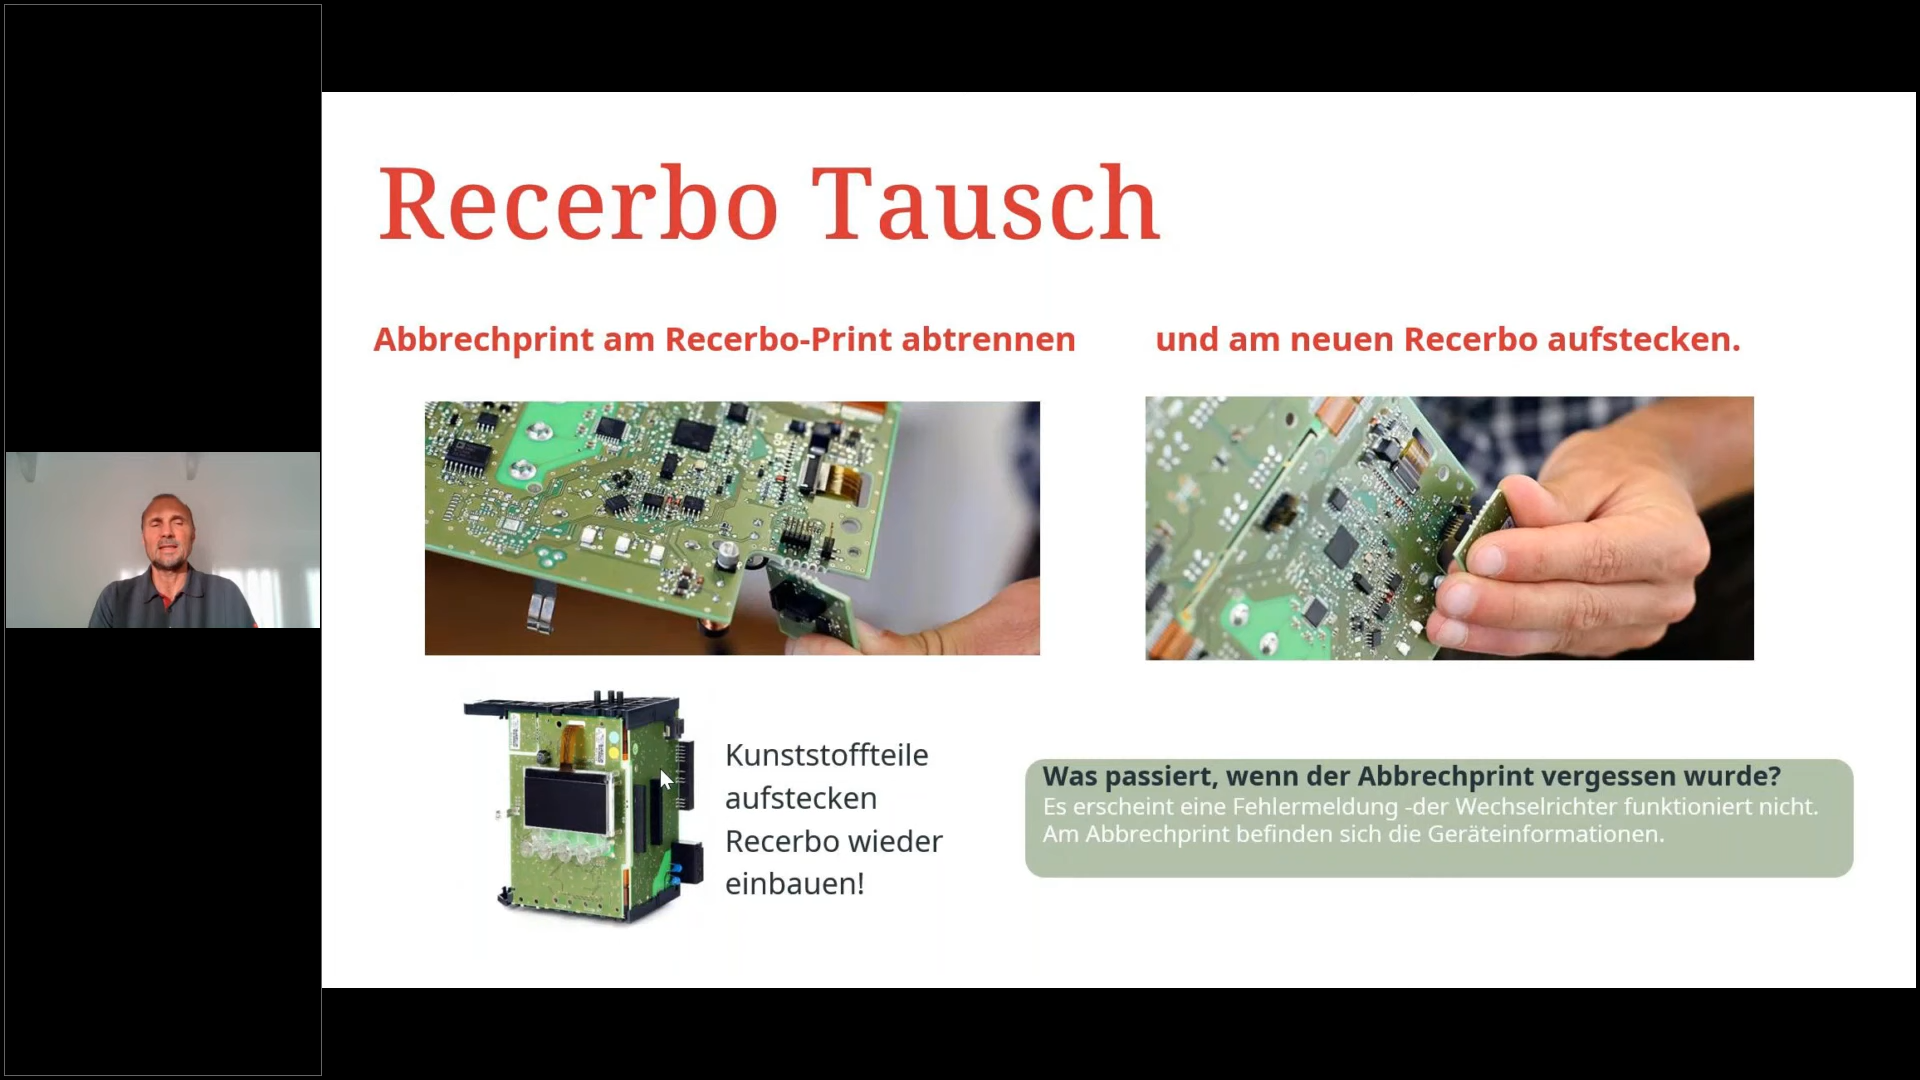 Recerbo Tausch
Abbrechprint am Recerbo-Print abtrennen
und am neuen Recerbo aufstecken.
Kunststoffteile
aufstecken
Recerbo wieder
einbauen!
Was passiert, wenn der Abbrechprint vergessen wurde?
Es erscheint eine Fehlermeldung -der Wechselrichter funktioniert nicht.
Am Abbrechprint befinden sich die Geräteinformationen.